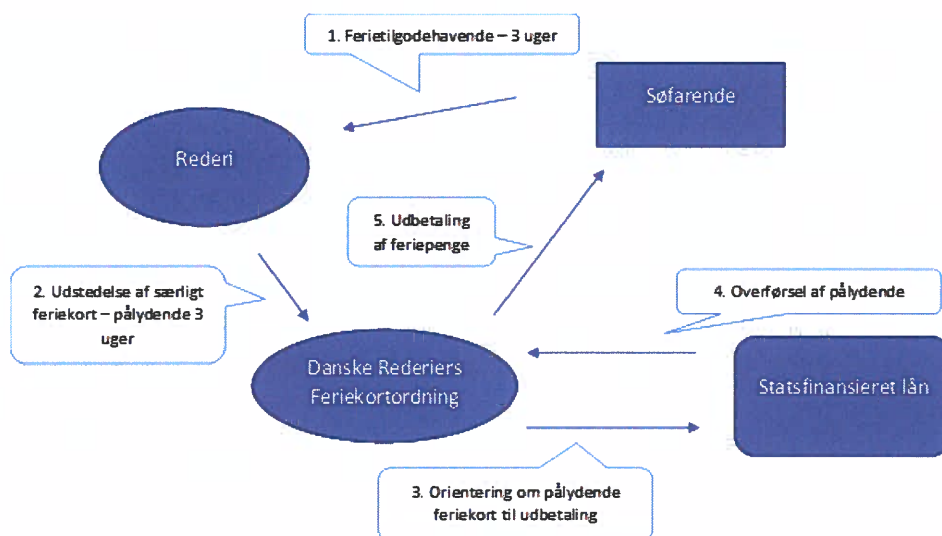 1. Ferietilgodehavende – 3 uger
Søfarende
Rederi
5. Udbetaling
af feriepenge
2. Udstedelse af særligt
feriekort – pålydende 3
uger
4. Overførsel af pålydende
Danske Rederiers
Feriekortordning
Statsfinansieret lån
3. Orientering om pålydende
feriekort til udbetaling